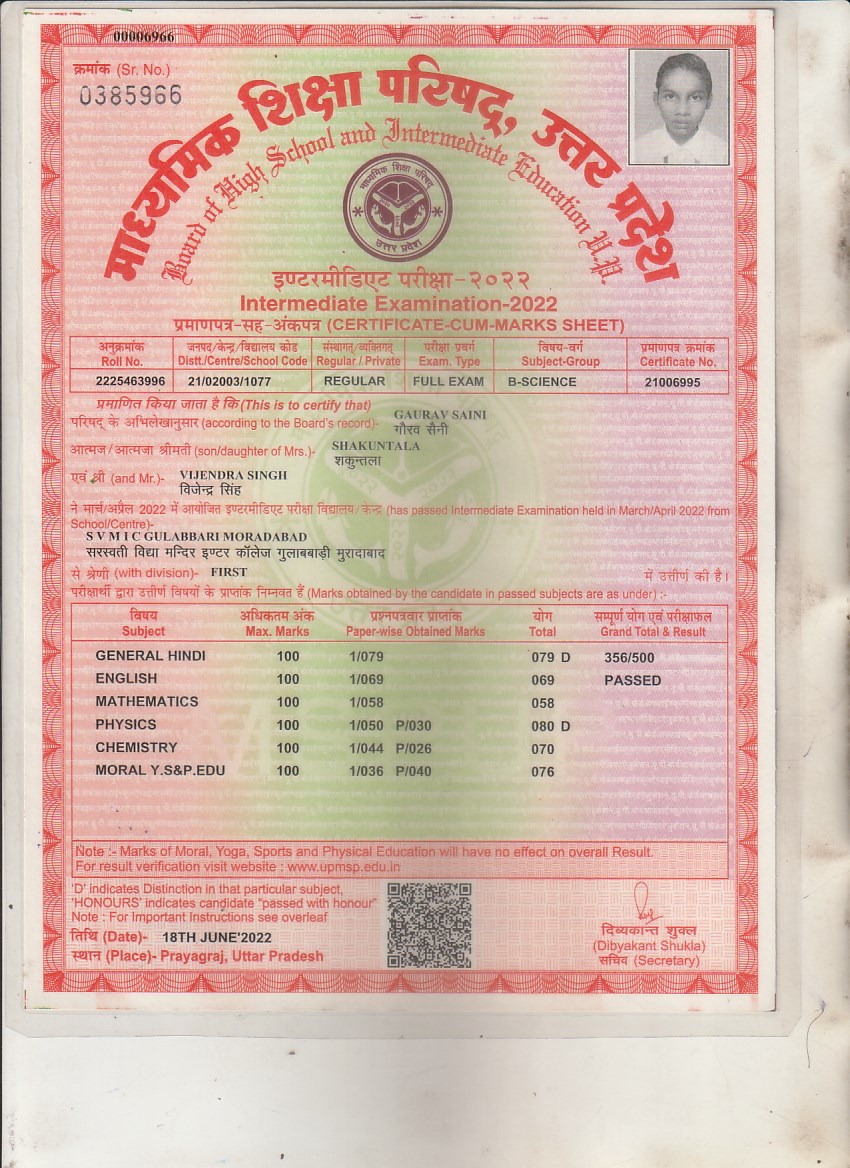 00006966
क्रमांक (Sr. No.)
0385966
माध्यमिक शिक्षा परिषद्, उत्तर प्रदेश
Board of High School and Intermediate Education U.P.
माध्यमिक शिक्षा परिषद्
उत्तर प्रदेश
इण्टरमीडिएट परीक्षा-२०२२
Intermediate Examination-2022
प्रमाणपत्र-सह-अंकपत्र (CERTIFICATE-CUM-MARKS SHEET)
अनुक्रमांक जनपद/केन्द्र/विद्यालय कोड संस्थागत/व्यक्तिगत परीक्षा प्रवर्ग विषय-वर्ग प्रमाणपत्र क्रमांक
Roll No. Distt./Centre/School Code Regular / Private Exam. Type Subject-Group Certificate No.
2225463996 21/02003/1077 REGULAR FULL EXAM B-SCIENCE 21006995
प्रमाणित किया जाता है कि (This is to certify that)
GAURAV SAINI
परिषद् के अभिलेखानुसार (according to the Board's record)- गौरव सैनी
SHAKUNTALA
आत्मज/आत्मजा श्रीमती (son/daughter of Mrs.)- शकुन्तला
एवं श्री (and Mr.)- VIJENDRA SINGH
विजेन्द्र सिंह
ने मार्च/अप्रैल 2022 में आयोजित इण्टरमीडिएट परीक्षा विद्यालय/केन्द्र (has passed Intermediate Examination held in March/April 2022 from
School/Centre)-
S V M I C GULABBARI MORADABAD
सरस्वती विद्या मन्दिर इण्टर कॉलेज गुलाबबाड़ी मुरादाबाद
से श्रेणी (with division)- FIRST में उत्तीर्ण की है।
परीक्षार्थी द्वारा उत्तीर्ण विषयों के प्राप्तांक निम्नवत हैं (Marks obtained by the candidate in passed subjects are as under) :-
विषय अधिकतम अंक प्रश्नपत्रवार प्राप्तांक योग सम्पूर्ण योग एवं परीक्षाफल
Subject Max. Marks Paper-wise Obtained Marks Total Grand Total & Result
GENERAL HINDI 100 1/079 079 D 356/500
ENGLISH 100 1/069 069 PASSED
MATHEMATICS 100 1/058 058
PHYSICS 100 1/050 P/030 080 D
CHEMISTRY 100 1/044 P/026 070
MORAL Y.S&P.EDU 100 1/036 P/040 076
Note :- Marks of Moral, Yoga, Sports and Physical Education will have no effect on overall Result.
For result verification visit website : www.upmsp.edu.in
'D' indicates Distinction in that particular subject,
'HONOURS' indicates candidate "passed with honour"
Note : For Important Instructions see overleaf
तिथि (Date)- 18TH JUNE'2022
स्थान (Place)- Prayagraj, Uttar Pradesh
दिव्यकान्त शुक्ल
(Dibyakant Shukla)
सचिव (Secretary)